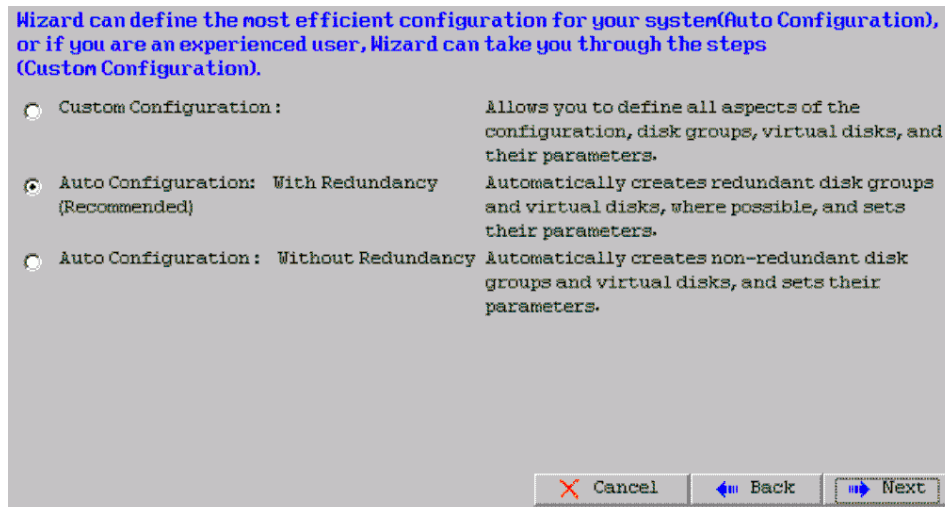 Wizard can define the most efficient configuration for your system(Auto Configuration),
or if you are an experienced user, Wizard can take you through the steps
(Custom Configuration).
Custom Configuration :
Allows you to define all aspects of the
configuration, disk groups, virtual disks, and
their parameters.
Auto Configuration: With Redundancy
(Recommended)
Automatically creates redundant disk groups
and virtual disks, where possible, and sets
their parameters.
Auto Configuration : Without Redundancy
Automatically creates non-redundant disk
groups and virtual disks, and sets their
parameters.
Cancel
Back
Next